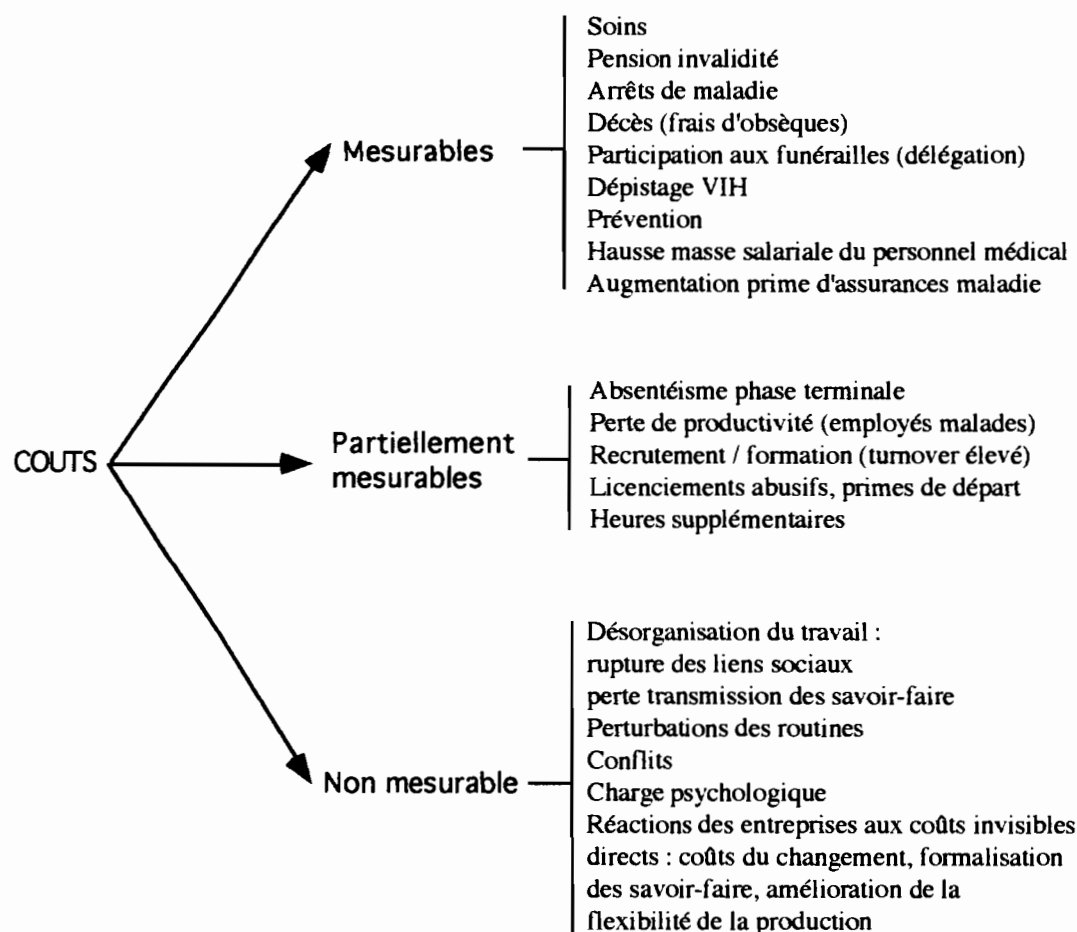 Soins
Pension invalidité
Arrêts de maladie
Décès (frais d'obsèques)
Mesurables
Participation aux funérailles (délégation)
Dépistage VIH
Prévention
Hausse masse salariale du personnel médical
Augmentation prime d'assurances maladie
COUTS
Partiellement
mesurables
Absentéisme phase terminale
Perte de productivité (employés malades)
Recrutement / formation (turnover élevé)
Licenciements abusifs, primes de départ
Heures supplémentaires
Non mesurable
Désorganisation du travail :
rupture des liens sociaux
perte transmission des savoir-faire
Perturbations des routines
Conflits
Charge psychologique
Réactions des entreprises aux coûts invisibles
directs : coûts du changement, formalisation
des savoir-faire, amélioration de la
flexibilité de la production